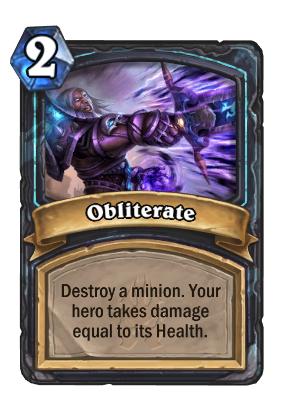 2
Obliterate
Destroy a minion. Your
hero takes damage
equal to its Health.